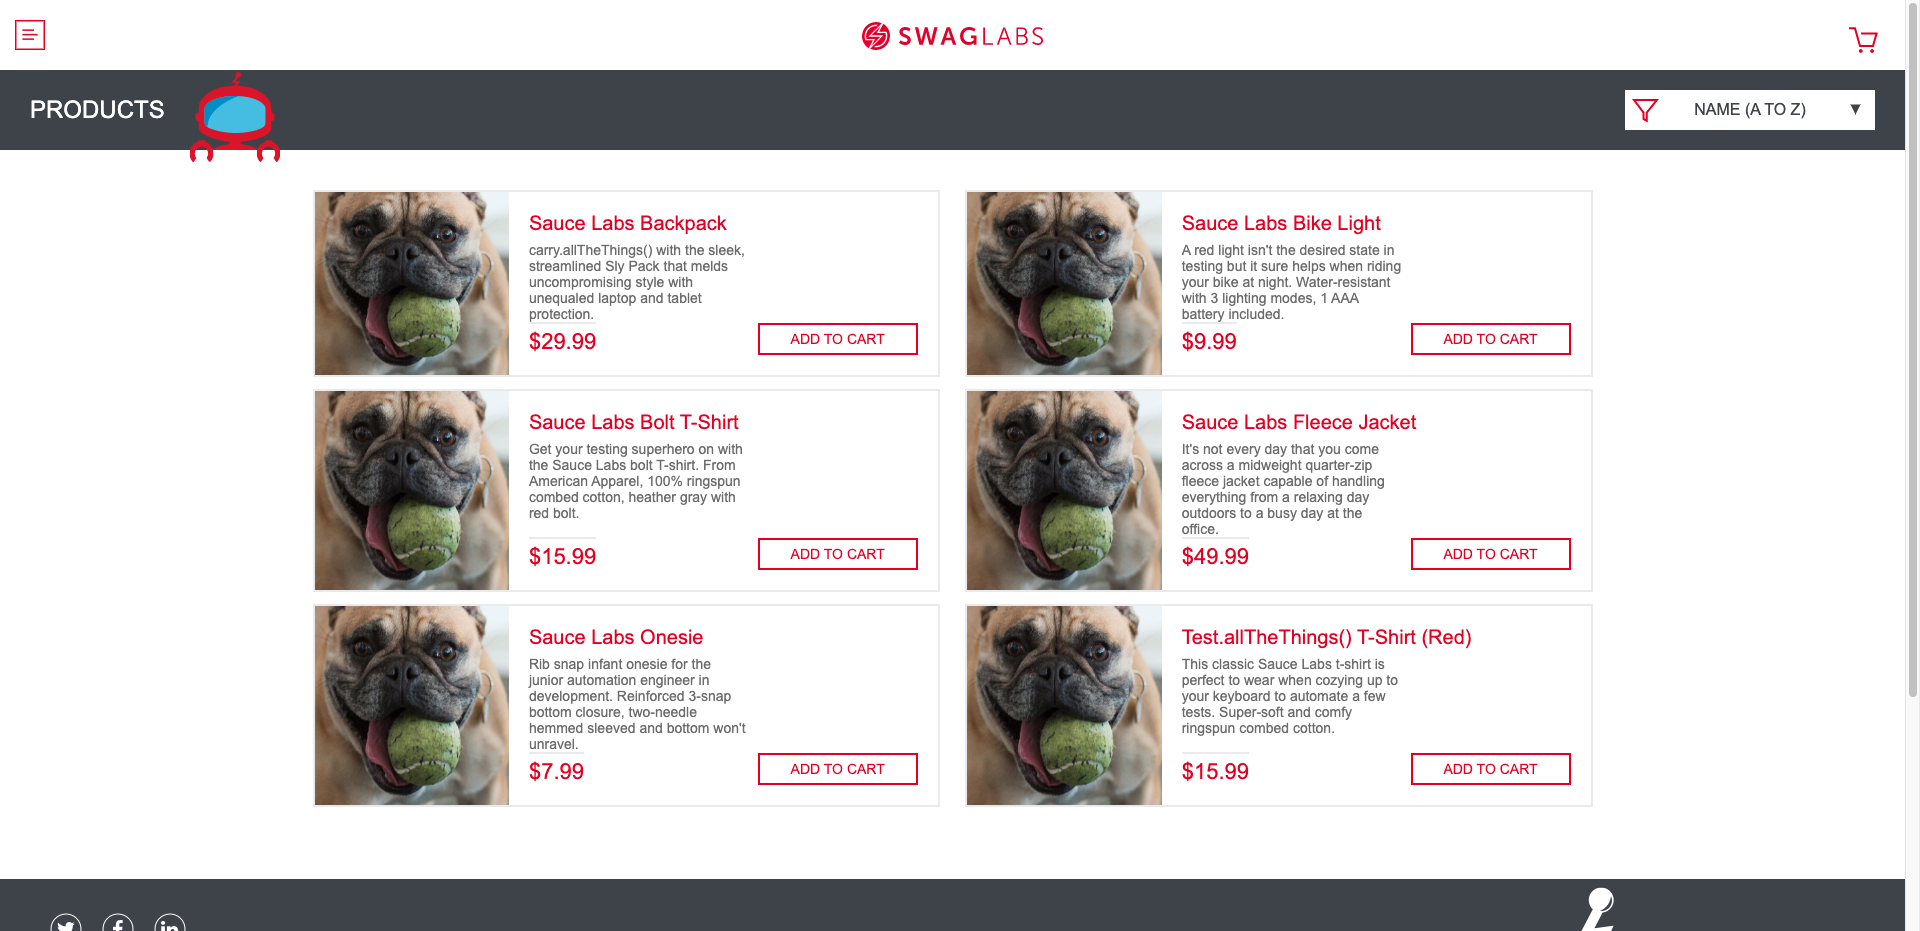 SWAGLABS
PRODUCTS
NAME (A TO Z) ▼
Sauce Labs Backpack
carry.allTheThings() with the sleek,
streamlined Sly Pack that melds
uncompromising style with
unequaled laptop and tablet
protection.
$29.99
ADD TO CART
Sauce Labs Bike Light
A red light isn't the desired state in
testing but it sure helps when riding
your bike at night. Water-resistant
with 3 lighting modes, 1 AAA
battery included.
$9.99
ADD TO CART
Sauce Labs Bolt T-Shirt
Get your testing superhero on with
the Sauce Labs bolt T-shirt. From
American Apparel, 100% ringspun
combed cotton, heather gray with
red bolt.
$15.99
ADD TO CART
Sauce Labs Fleece Jacket
It's not every day that you come
across a midweight quarter-zip
fleece jacket capable of handling
everything from a relaxing day
outdoors to a busy day at the
office.
$49.99
ADD TO CART
Sauce Labs Onesie
Rib snap infant onesie for the
junior automation engineer in
development. Reinforced 3-snap
bottom closure, two-needle
hemmed sleeved and bottom won't
unravel.
$7.99
ADD TO CART
Test.allTheThings() T-Shirt (Red)
This classic Sauce Labs t-shirt is
perfect to wear when cozying up to
your keyboard to automate a few
tests. Super-soft and comfy
ringspun combed cotton.
$15.99
ADD TO CART